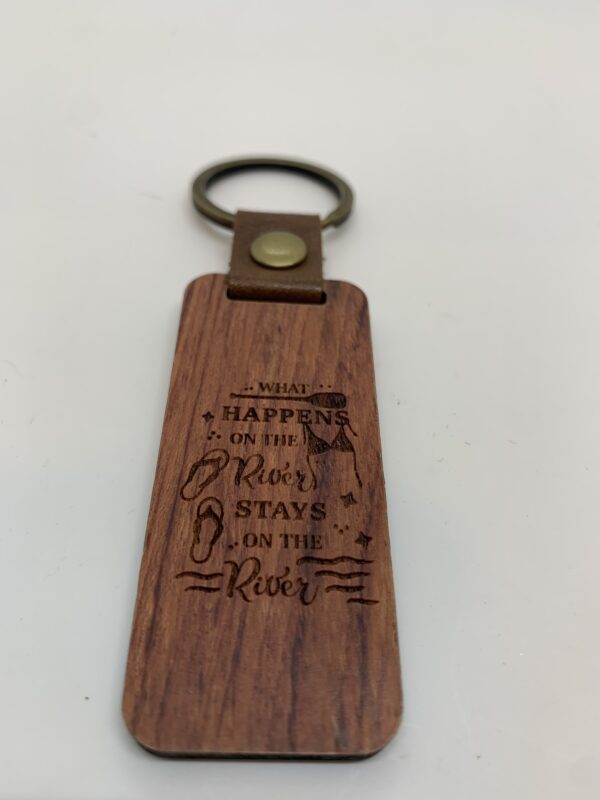 WHAT
HAPPENS
ON THE
River
STAYS
ON THE
River